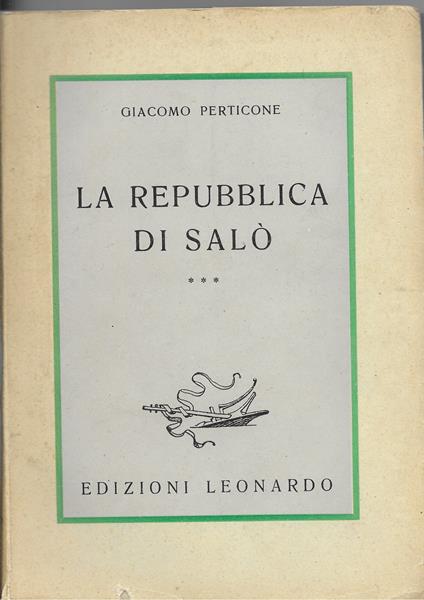 GIACOMO PERTICONE
LA REPUBBLICA
DI SALÒ
* * *
EDIZIONI LEONARDO